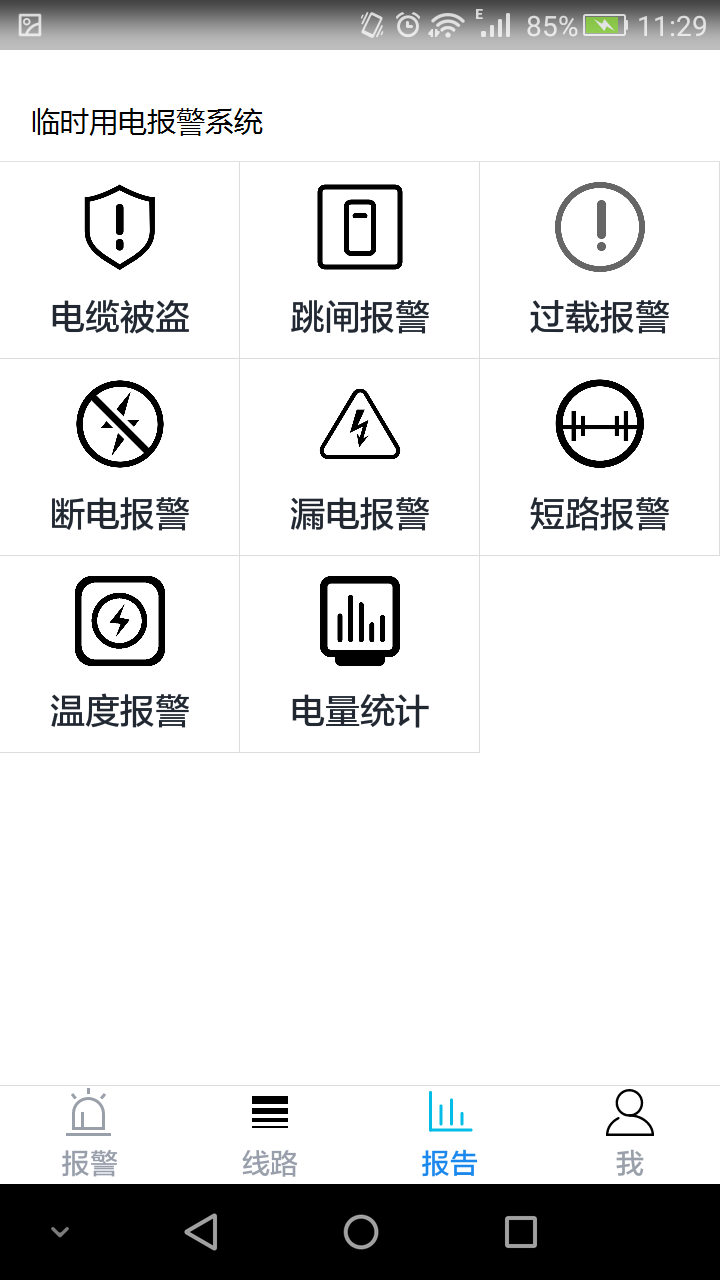 E 85% 11:29
临时用电报警系统
电缆被盗 跳闸报警 过载报警
断电报警 漏电报警 短路报警
温度报警 电量统计
报警 线路 报告 我